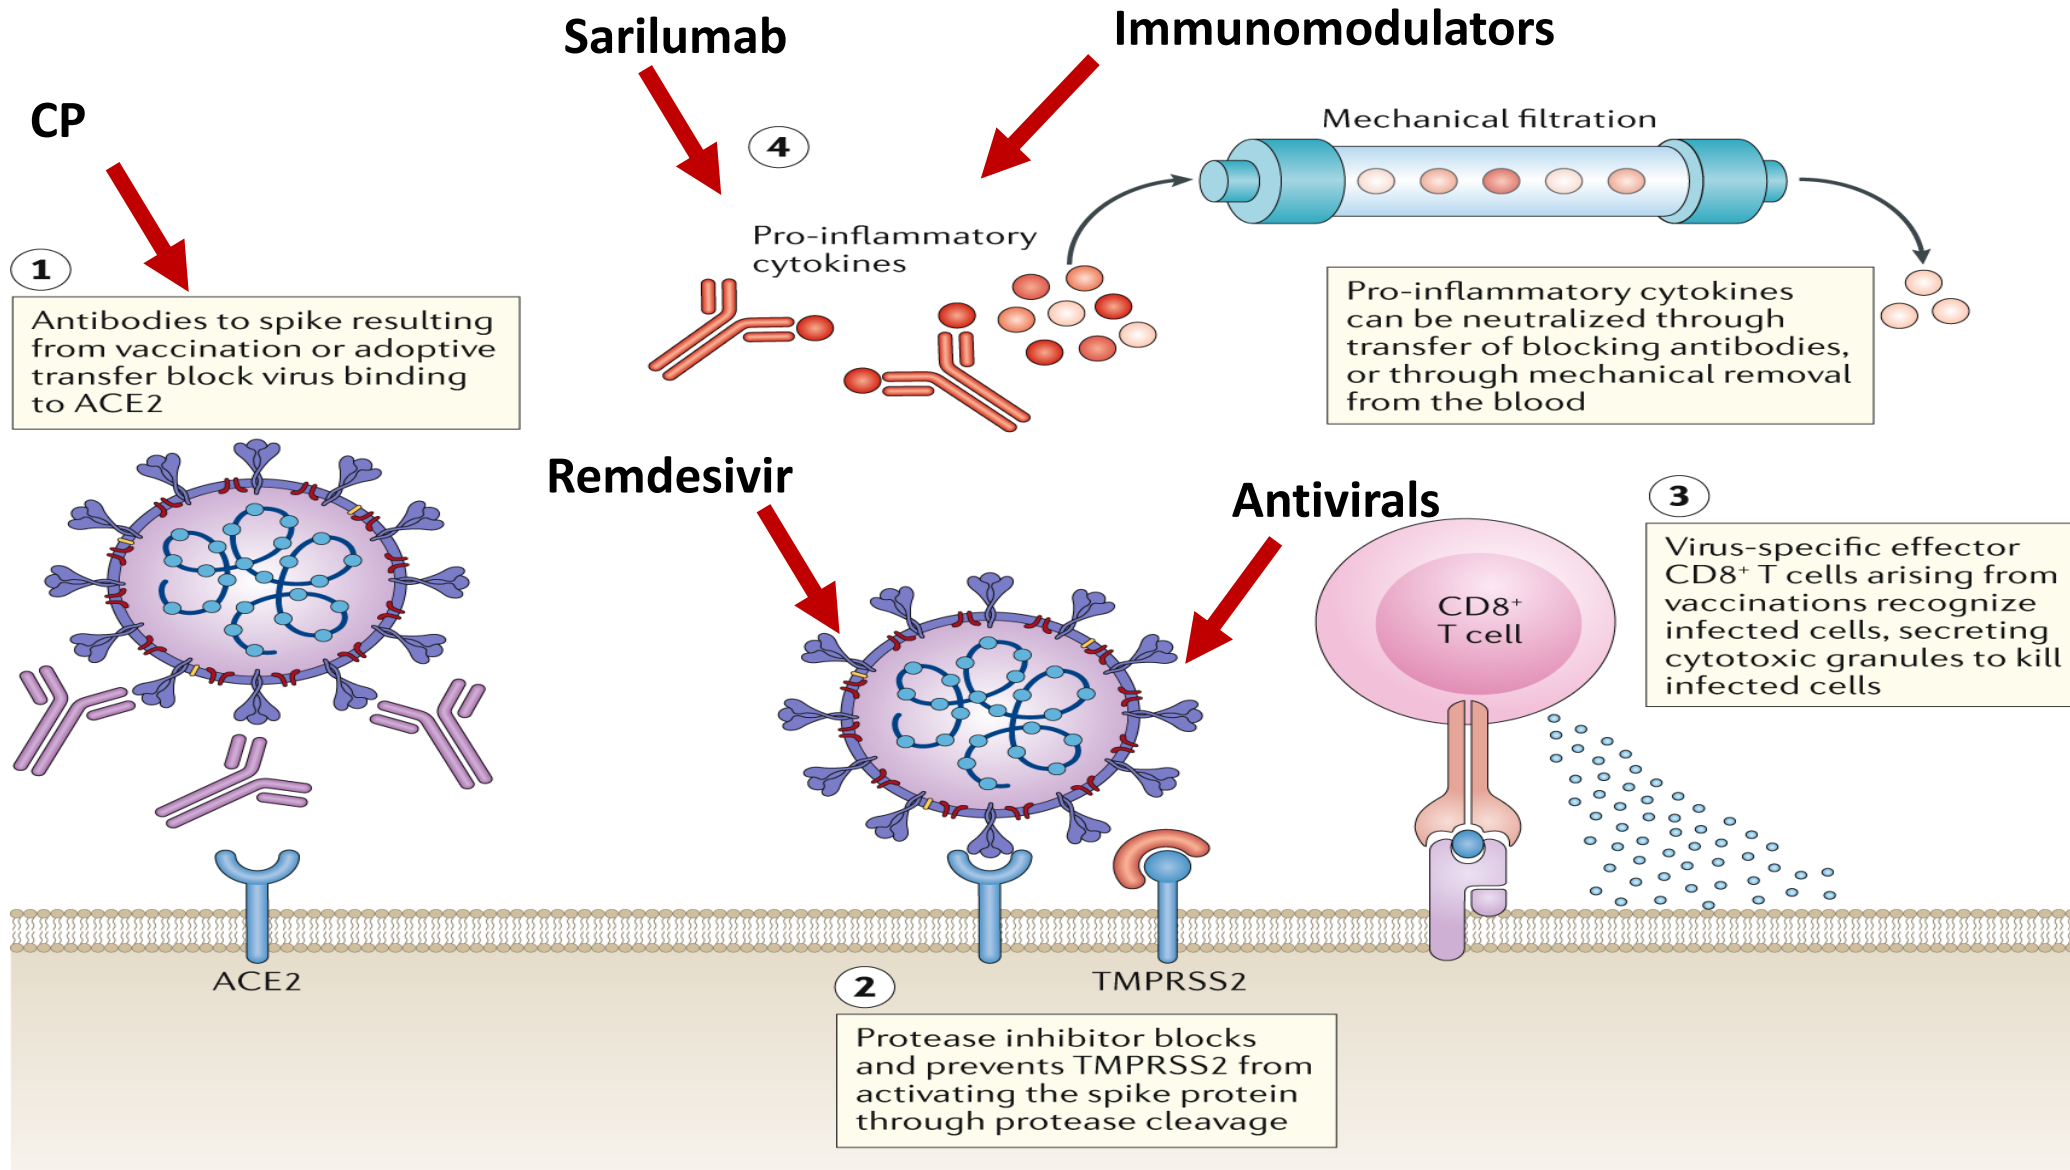 Sarilumab
Immunomodulators
CP
4
Mechanical filtration
1
Antibodies to spike resulting
from vaccination or adoptive
transfer block virus binding
to ACE2
Pro-inflammatory
cytokines
Pro-inflammatory cytokines
can be neutralized through
transfer of blocking antibodies,
or through mechanical removal
from the blood
Remdesivir
Antivirals
3
Virus-specific effector
CD8⁺ T cells arising from
vaccinations recognize
infected cells, secreting
cytotoxic granules to kill
infected cells
CD8⁺
T cell
ACE2
2
TMPRSS2
Protease inhibitor blocks
and prevents TMPRSS2 from
activating the spike protein
through protease cleavage